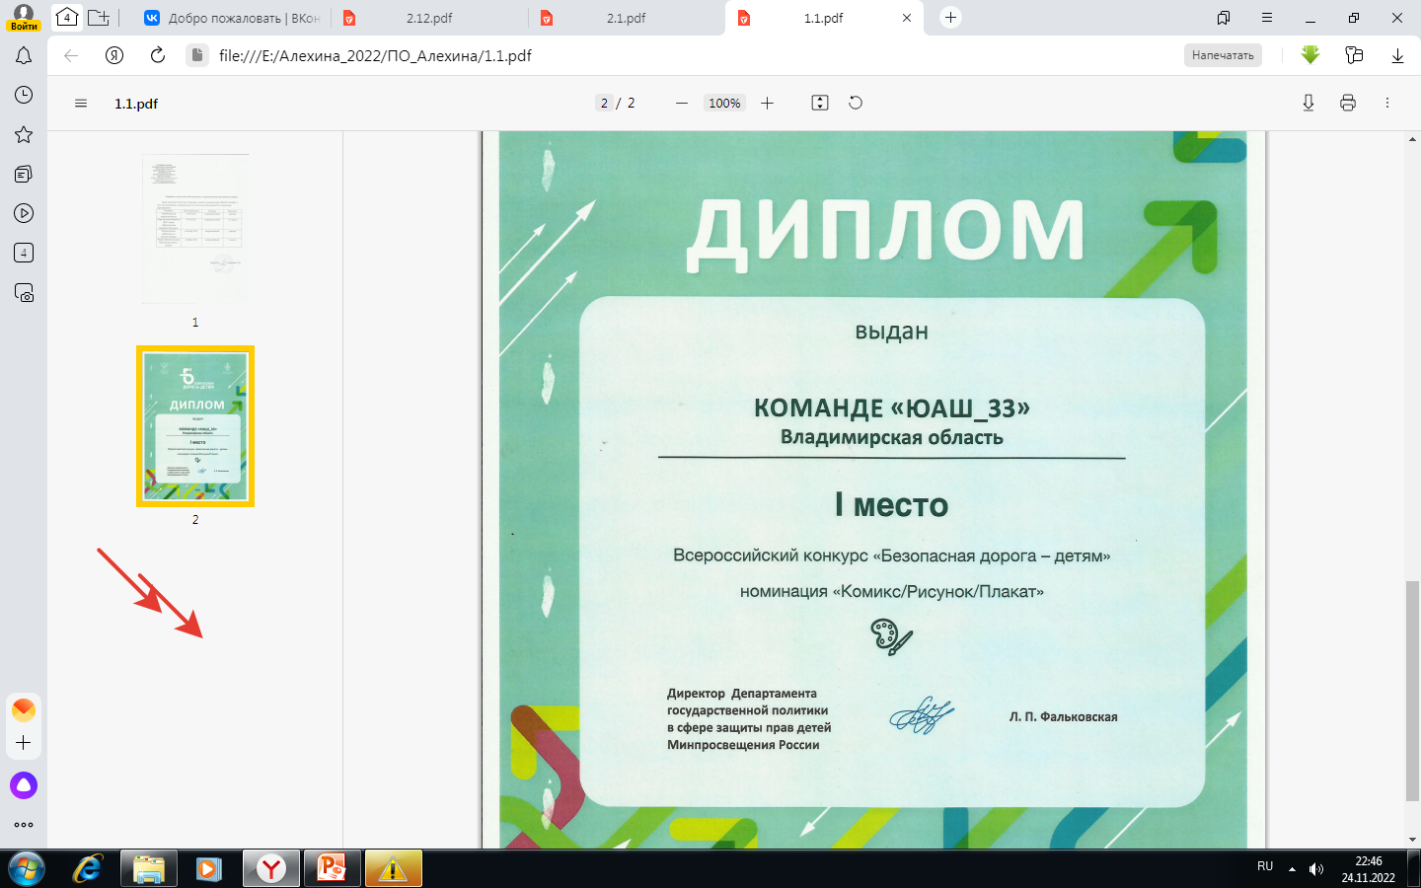 Войти
4
Добро пожаловать | ВКон
2.12.pdf
2.1.pdf
1.1.pdf
file:///E:/Алехина_2022/ПО_Алехина/1.1.pdf
Напечатать
1.1.pdf
2 / 2
100%
4
1
ДИПЛОМ
I место
2
ДИПЛОМ
выдан
КОМАНДЕ «ЮАШ_33»
Владимирская область
I место
Всероссийский конкурс «Безопасная дорога – детям»
номинация «Комикс/Рисунок/Плакат»
Директор Департамента
государственной политики
в сфере защиты прав детей
Минпросвещения России
Л. П. Фальковская
RU
22:46
24.11.2022